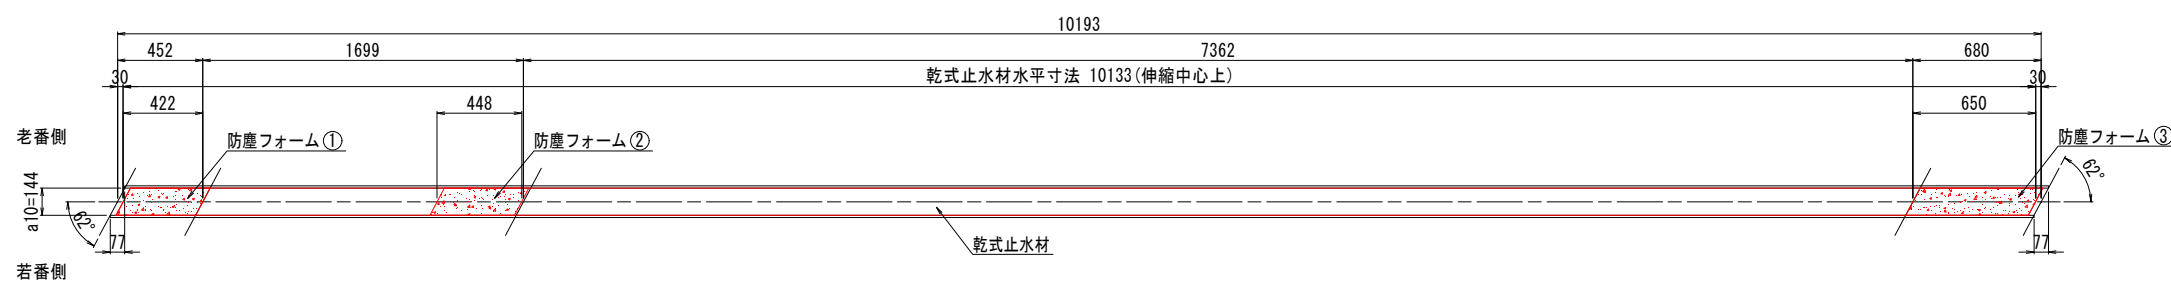 10193
452 1699 7362 680
30 乾式止水材水平寸法 10133(伸縮中心上) 30
422 448 650
老番側 防塵フォーム① 防塵フォーム② 防塵フォーム③
a10=144 62° 62°
77 乾式止水材 77
若番側